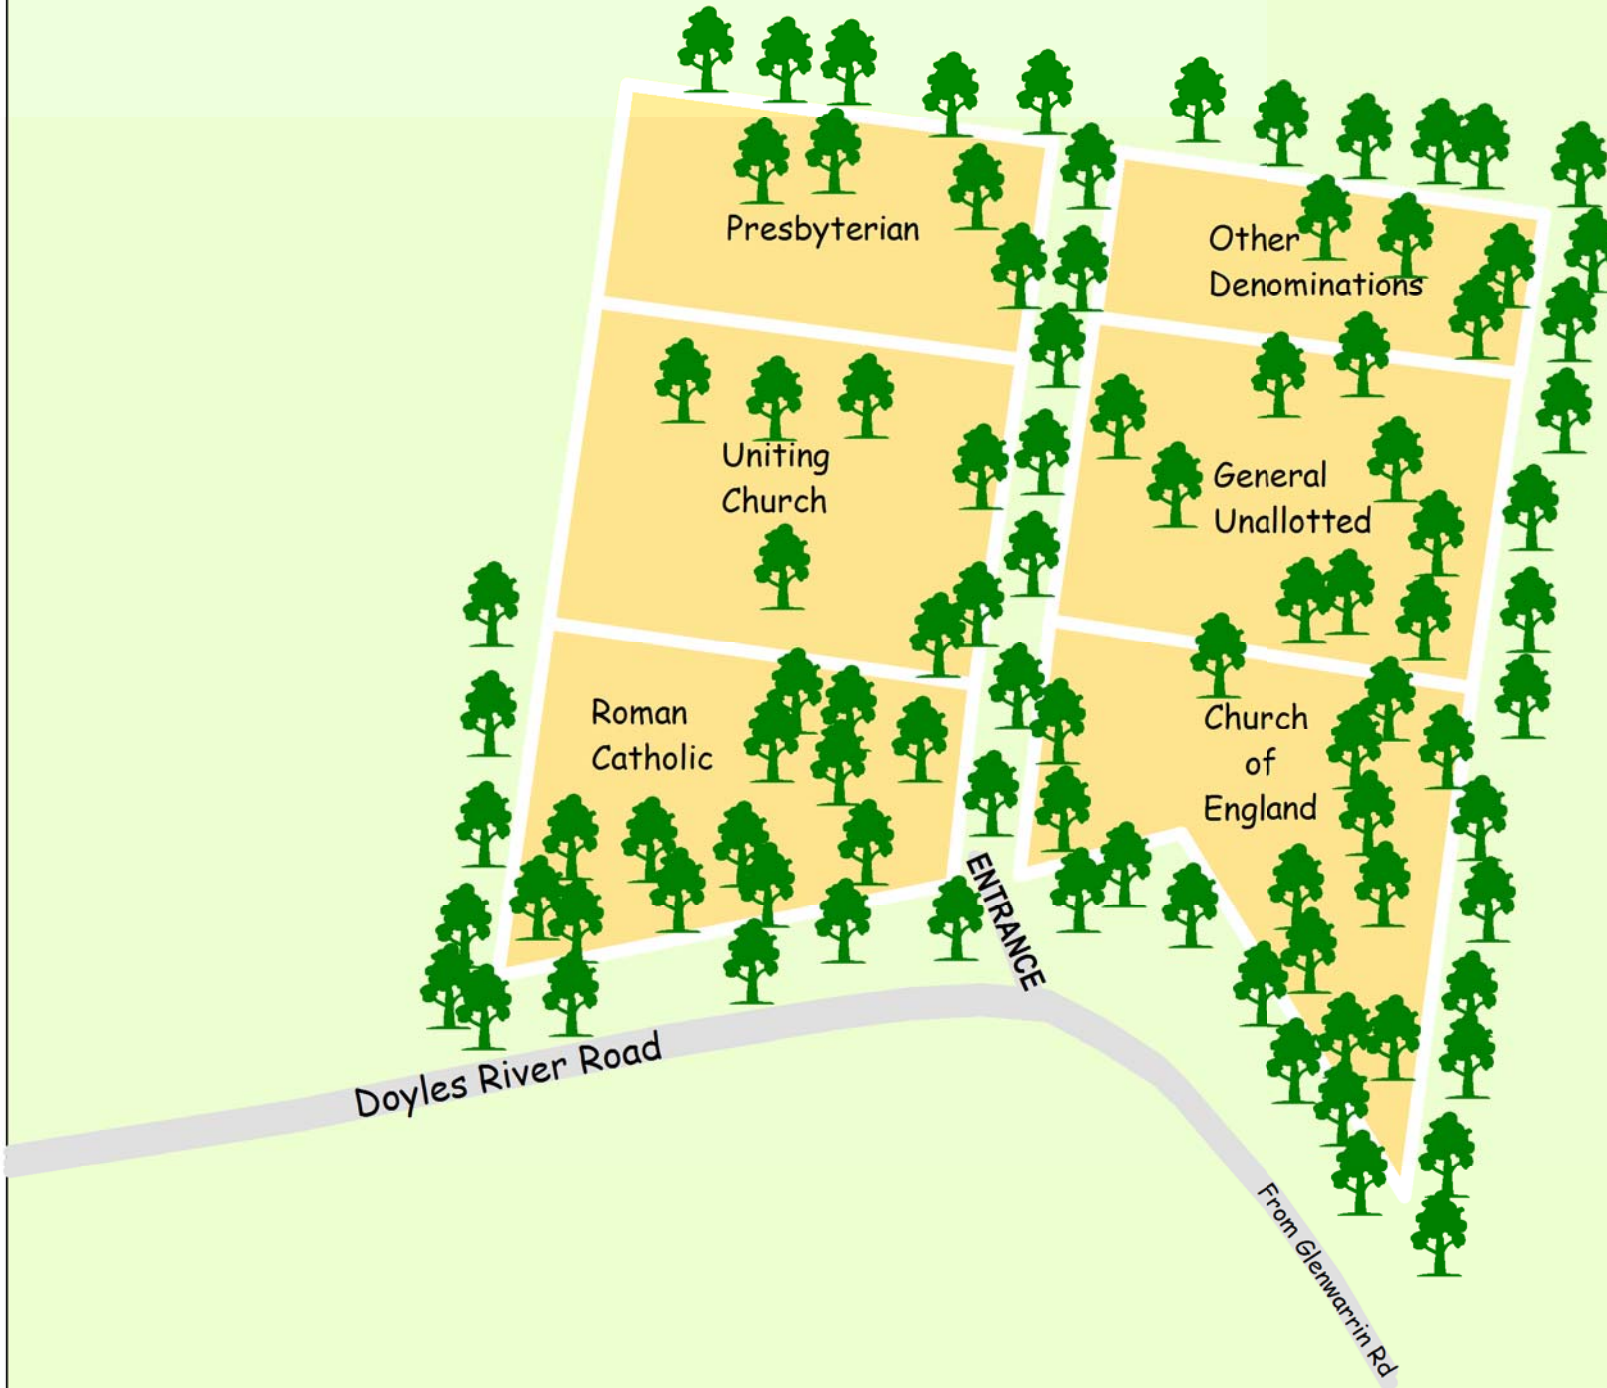 Presbyterian
Other
Denominations
Uniting
Church
General
Unallotted
Roman
Catholic
Church
of
England
ENTRANCE
Doyles River Road
From Glenwarrin Rd